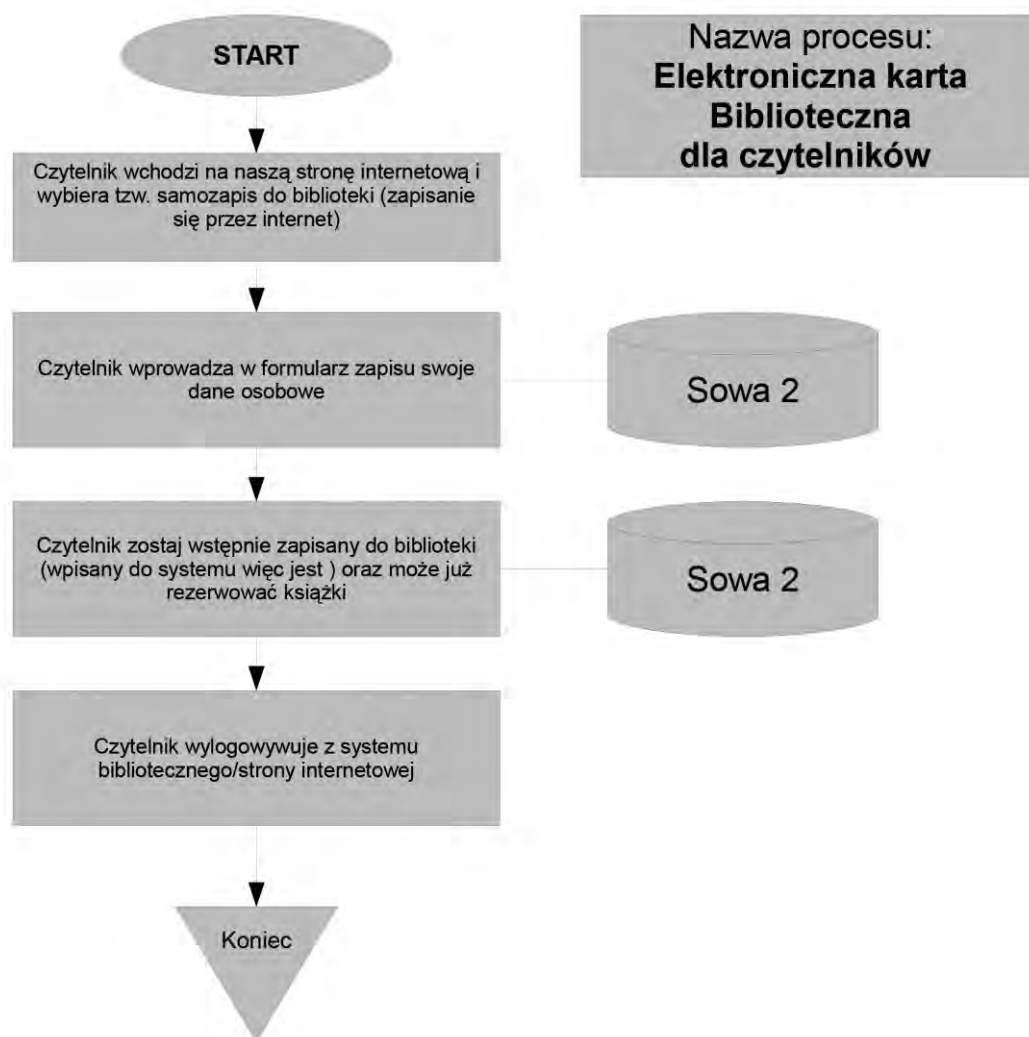 START
Nazwa procesu:
Elektroniczna karta
Biblioteczna
dla czytelników
Czytelnik wchodzi na naszą stronę internetową i
wybiera tzw. samozapis do biblioteki (zapisanie
się przez internet)
Czytelnik wprowadza w formularz zapisu swoje
dane osobowe
Sowa 2
Czytelnik zostaj wstępnie zapisany do biblioteki
(wpisany do systemu więc jest ) oraz może już
rezerwować książki
Sowa 2
Czytelnik wylogowywuje z systemu
bibliotecznego/strony internetowej
Koniec